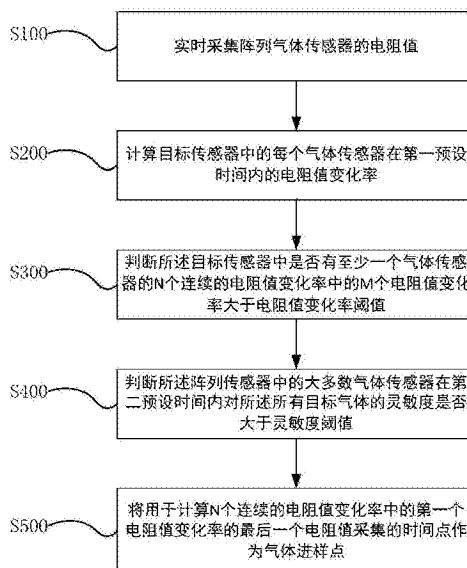 S100
实时采集阵列气体传感器的电阻值
S200
计算目标传感器中的每个气体传感器在第一预设
时间内的电阻值变化率
S300
判断所述目标传感器中是否有至少一个气体传感
器的N个连续的电阻值变化率中的M个电阻值变化
率大于电阻值变化率阈值
S400
判断所述阵列传感器中的大多数气体传感器在第
二预设时间内对所述所有目标气体的灵敏度是否
大于灵敏度阈值
S500
将用于计算N个连续的电阻值变化率中的第一个
电阻值变化率的最后一个电阻值采集的时间点作
为气体进样点